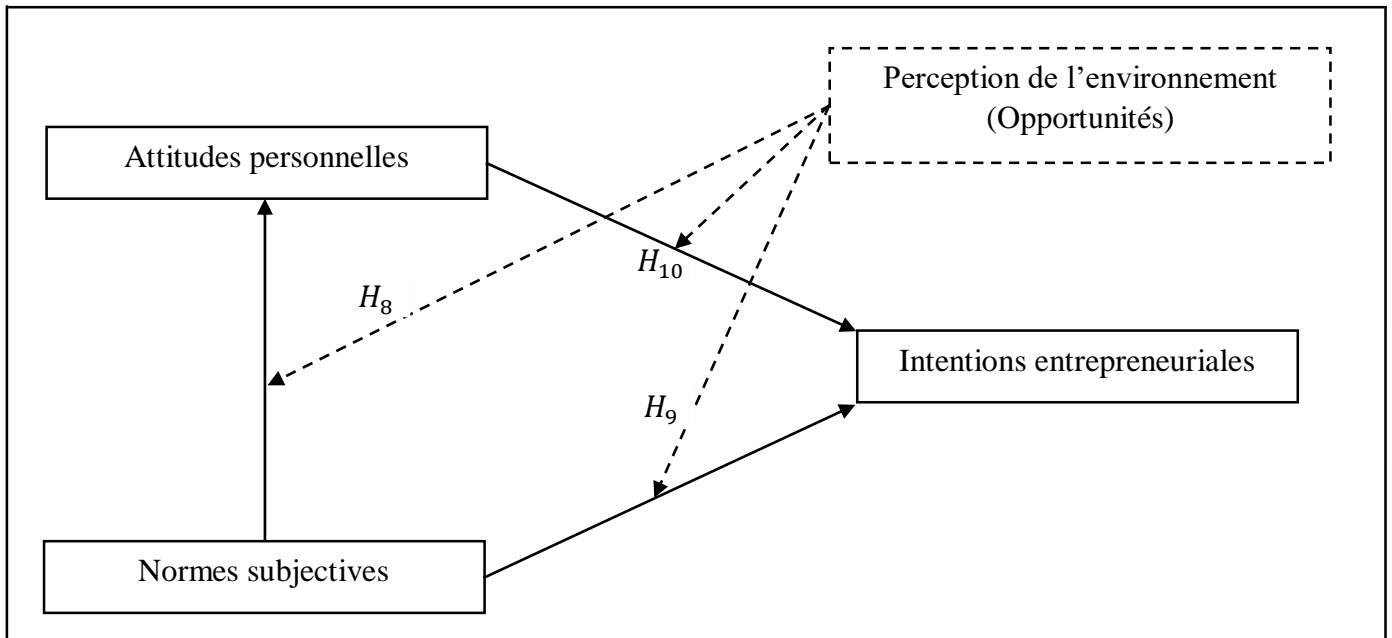 Perception de l’environnement
(Opportunités)
Attitudes personnelles
𝐻10
𝐻8
Intentions entrepreneuriales
𝐻9
Normes subjectives